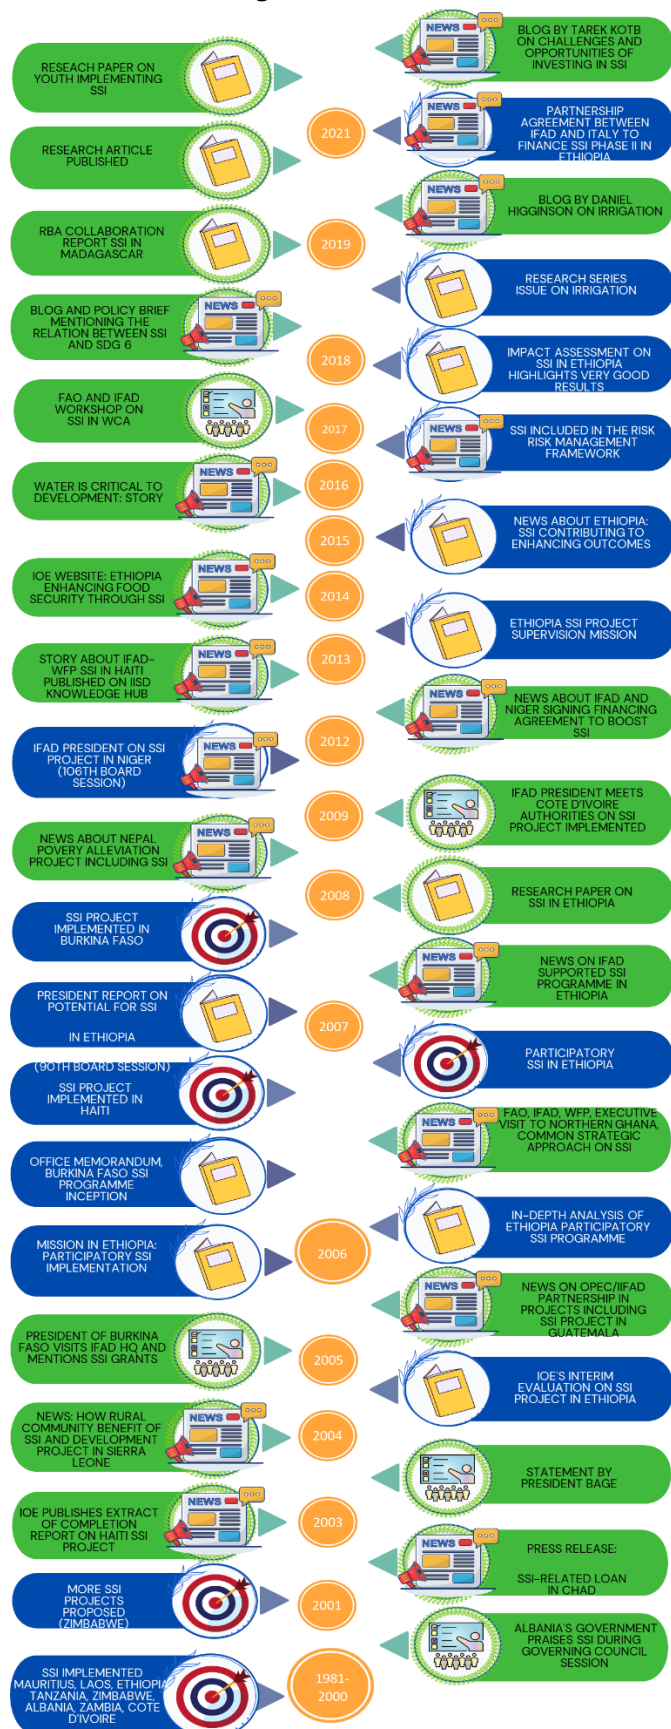 BLOG BY TAREK KOTB
ON CHALLENGES AND
OPPORTUNITIES OF
INVESTING IN SSI
RESEACH PAPER ON
YOUTH IMPLEMENTING
SSI
2021
PARTNERSHIP
AGREEMENT BETWEEN
IFAD AND ITALY TO
FINANCE SSI PHASE II IN
ETHIOPIA
RESEARCH ARTICLE
PUBLISHED
BLOG BY DANIEL
HIGGINSON ON IRRIGATION
RBA COLLABORATION
REPORT SSI IN
MADAGASCAR
2019
RESEARCH SERIES
ISSUE ON IRRIGATION
BLOG AND POLICY BRIEF
MENTIONING THE
RELATION BETWEEN SSI
AND SDG 6
NEWS
2018
IMPACT ASSESSMENT ON
SSI IN ETHIOPIA
HIGHLIGHTS VERY GOOD
RESULTS
FAO AND IFAD
WORKSHOP ON
SSI IN WCA
2017
NEWS
SSI INCLUDED IN THE RISK
RISK MANAGEMENT
FRAMEWORK
WATER IS CRITICAL TO
DEVELOPMENT: STORY
NEWS
2016
2015
NEWS ABOUT ETHIOPIA:
SSI CONTRIBUTING TO
ENHANCING OUTCOMES
IOE WEBSITE: ETHIOPIA
ENHANCING FOOD
SECURITY THROUGH SSI
NEWS
2014
ETHIOPIA SSI PROJECT
SUPERVISION MISSION
STORY ABOUT IFAD-
WFP SSI IN HAITI
PUBLISHED ON IISD
KNOWLEDGE HUB
NEWS
2013
NEWS
NEWS ABOUT IFAD AND
NIGER SIGNING FINANCING
AGREEMENT TO BOOST
SSI
IFAD PRESIDENT ON SSI
PROJECT IN NIGER
(106TH BOARD
SESSION)
NEWS
2012
IFAD PRESIDENT MEETS
COTE D'IVOIRE
AUTHORITIES ON SSI
PROJECT IMPLEMENTED
2009
NEWS ABOUT NEPAL
POVERY ALLEVIATION
PROJECT INCLUDING SSI
NEWS
2008
RESEARCH PAPER ON
SSI IN ETHIOPIA
SSI PROJECT
IMPLEMENTED IN
BURKINA FASO
NEWS
NEWS ON IFAD
SUPPORTED SSI
PROGRAMME IN
ETHIOPIA
PRESIDENT REPORT ON
POTENTIAL FOR SSI
IN ETHIOPIA
(90TH BOARD SESSION)
2007
PARTICIPATORY
SSI IN ETHIOPIA
SSI PROJECT
IMPLEMENTED IN
HAITI
NEWS
FAO, IFAD, WFP, EXECUTIVE
VISIT TO NORTHERN GHANA,
COMMON STRATEGIC
APPROACH ON SSI
OFFICE MEMORANDUM,
BURKINA FASO SSI
PROGRAMME
INCEPTION
IN-DEPTH ANALYSIS OF
ETHIOPIA PARTICIPATORY
SSI PROGRAMME
MISSION IN ETHIOPIA:
PARTICIPATORY SSI
IMPLEMENTATION
2006
NEWS
NEWS ON OPEC/IIFAD
PARTNERSHIP IN
PROJECTS INCLUDING
SSI PROJECT IN
GUATEMALA
PRESIDENT OF BURKINA
FASO VISITS IFAD HQ AND
MENTIONS SSI GRANTS
2005
IOE'S INTERIM
EVALUATION ON SSI
PROJECT IN ETHIOPIA
NEWS: HOW RURAL
COMMUNITY BENEFIT OF
SSI AND DEVELOPMENT
PROJECT IN SIERRA
LEONE
NEWS
2004
STATEMENT BY
PRESIDENT BAGE
IOE PUBLISHES EXTRACT
OF COMPLETION
REPORT ON HAITI SSI
PROJECT
NEWS
2003
NEWS
PRESS RELEASE:
SSI-RELATED LOAN
IN CHAD
MORE SSI
PROJECTS
PROPOSED
(ZIMBABWE)
2001
ALBANIA'S GOVERNMENT
PRAISES SSI DURING
GOVERNING COUNCIL
SESSION
SSI IMPLEMENTED
MAURITIUS, LAOS, ETHIOPIA
TANZANIA, ZIMBABWE,
ALBANIA, ZAMBIA, COTE
D'IVOIRE
1981-
2000